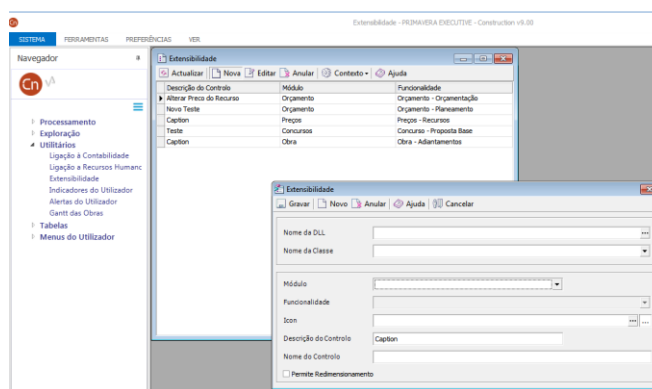 Extensibilidade - PRIMAVERA EXECUTIVE - Construction v9.00
SISTEMA FERRAMENTAS PREFERÊNCIAS VER
Navegador
Cn V9
Processamento
Exploração
Utilitários
Ligação à Contabilidade
Ligação a Recursos Humanc
Extensibilidade
Indicadores do Utilizador
Alertas do Utilizador
Gantt das Obras
Tabelas
Menus do Utilizador
Extensibilidade
Actualizar Nova Editar Anular Contexto Ajuda
Descrição do Controlo Módulo Funcionalidade
Alterar Preco do Recurso Orçamento Orçamento - Orçamentação
Novo Teste Orçamento Orçamento - Planeamento
Caption Preços Preços - Recursos
Teste Concursos Concurso - Proposta Base
Caption Obra Obra - Adiantamentos
Extensibilidade
Gravar Novo Anular Ajuda Cancelar
Nome da DLL ...
Nome da Classe
Módulo
Funcionalidade
Icon ... ...
Descrição do Controlo Caption
Nome do Controlo
Permite Redimensionamento